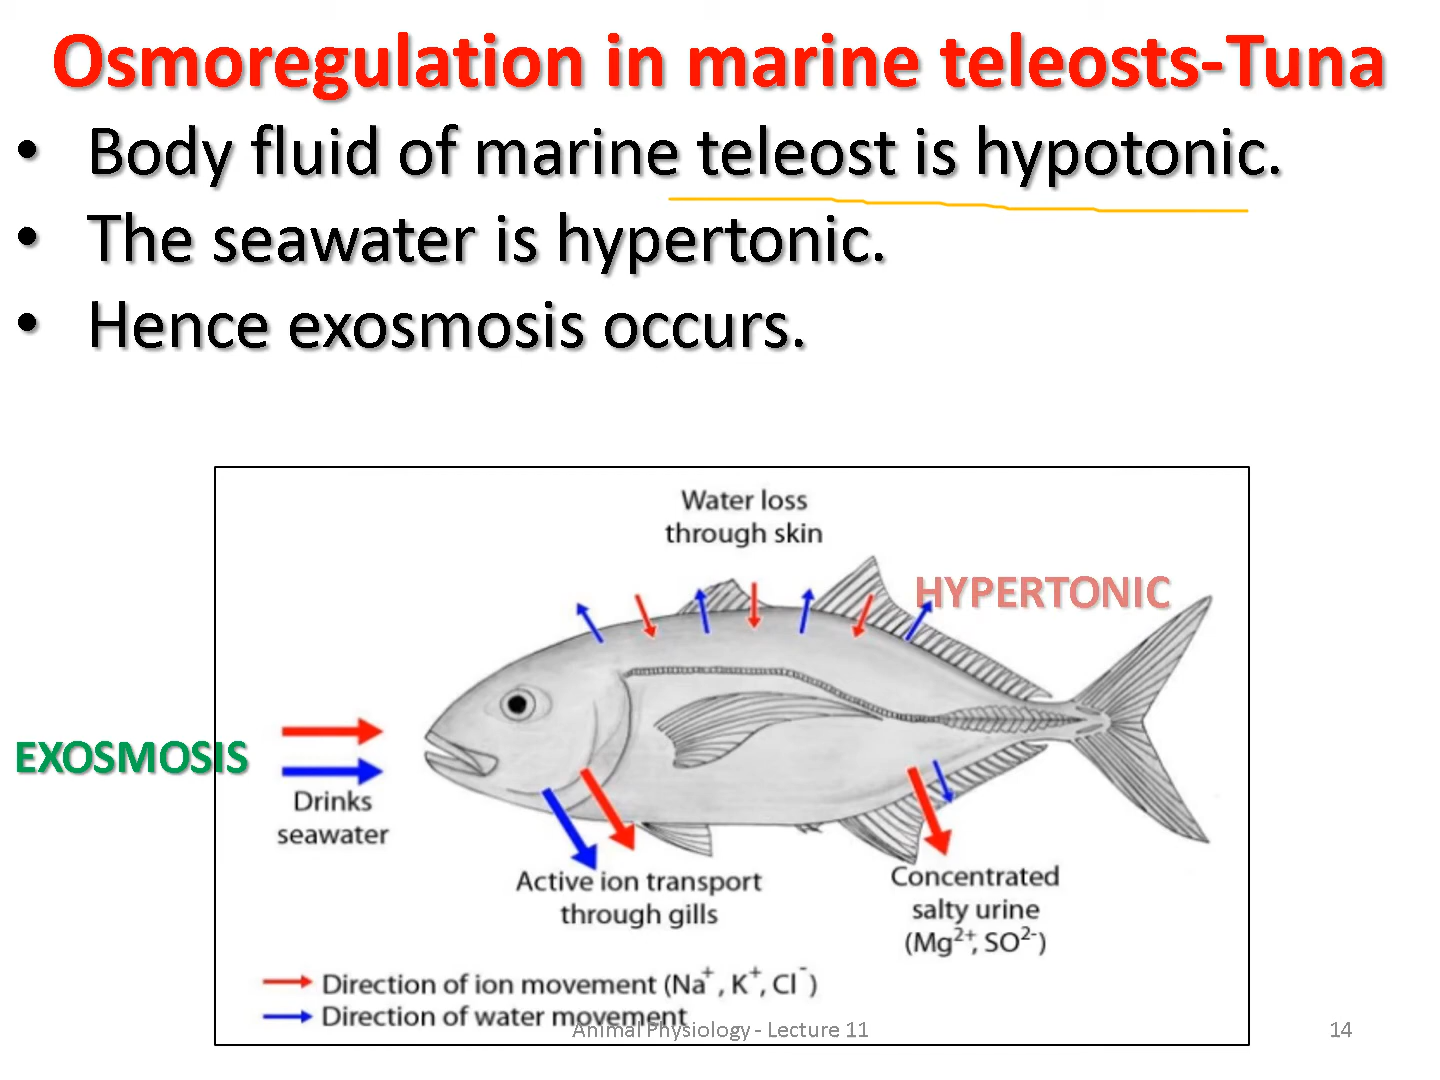 Osmoregulation in marine teleosts-Tuna
• Body fluid of marine teleost is hypotonic.
• The seawater is hypertonic.
• Hence exosmosis occurs.
Water loss
through skin
HYPERTONIC
EXOSMOSIS
Drinks
seawater
Active ion transport
through gills
Concentrated
salty urine
(Mg²⁺, SO²⁻)
Direction of ion movement (Na⁺, K⁺, Cl⁻)
Direction of water movement
Animal Physiology - Lecture 11
14